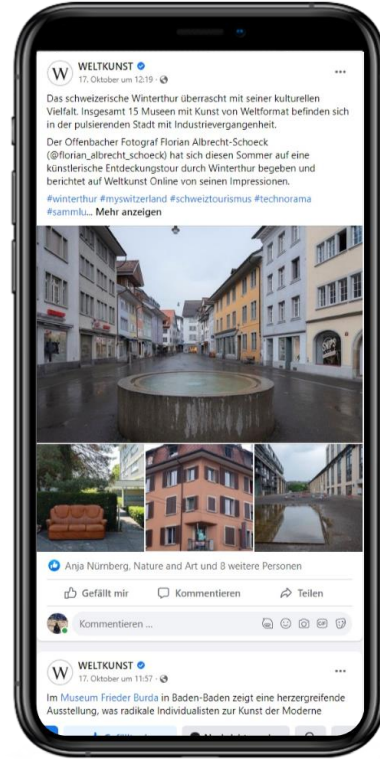 WELTKUNST
17. Oktober um 12:19 ·
Das schweizerische Winterthur überrascht mit seiner kulturellen
Vielfalt. Insgesamt 15 Museen mit Kunst von Weltformat befinden sich
in der pulsierenden Stadt mit Industrievergangenheit.
Der Offenbacher Fotograf Florian Albrecht-Schoeck
(@florian_albrecht_schoeck) hat sich diesen Sommer auf eine
künstlerische Entdeckungstour durch Winterthur begeben und
berichtet auf Weltkunst Online von seinen Impressionen.
#winterthur #myswitzerland #schweiztourismus #technorama
#sammlu... Mehr anzeigen
Anja Nürnberg, Nature and Art und 8 weitere Personen
Gefällt mir Kommentieren Teilen
Kommentieren ...
GIF
W WELTKUNST
17. Oktober um 11:57 ·
Im Museum Frieder Burda in Baden-Baden zeigt eine herzergreifende
Ausstellung, was radikale Individualisten zur Kunst der Moderne